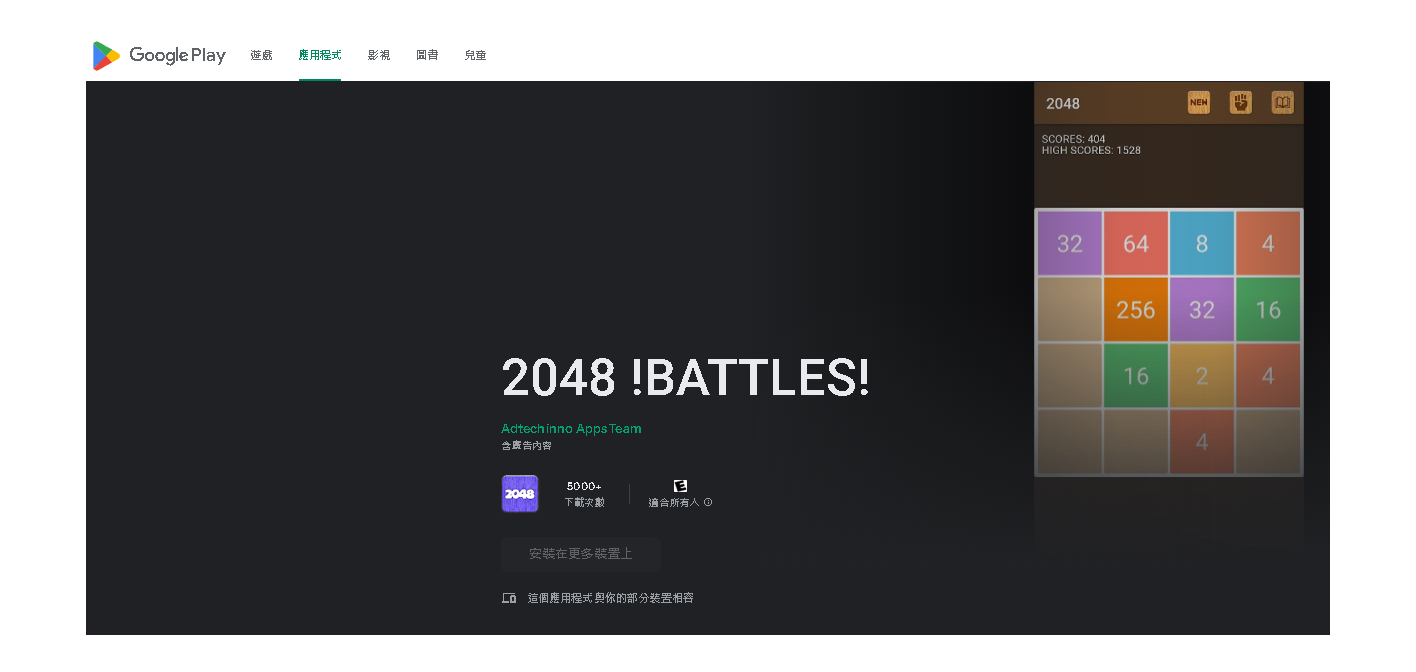 Google Play 遊戲 應用程式 影視 圖書 兒童
2048 NEW
SCORES: 404
HIGH SCORES: 1528
32 64 8 4
256 32 16
16 2 4
4
2048 !BATTLES!
Adtechinno Apps Team
含廣告內容
2048
5000+
下載次數
E
適合所有人
安裝在更多裝置上
這個應用程式與你的部分裝置相容